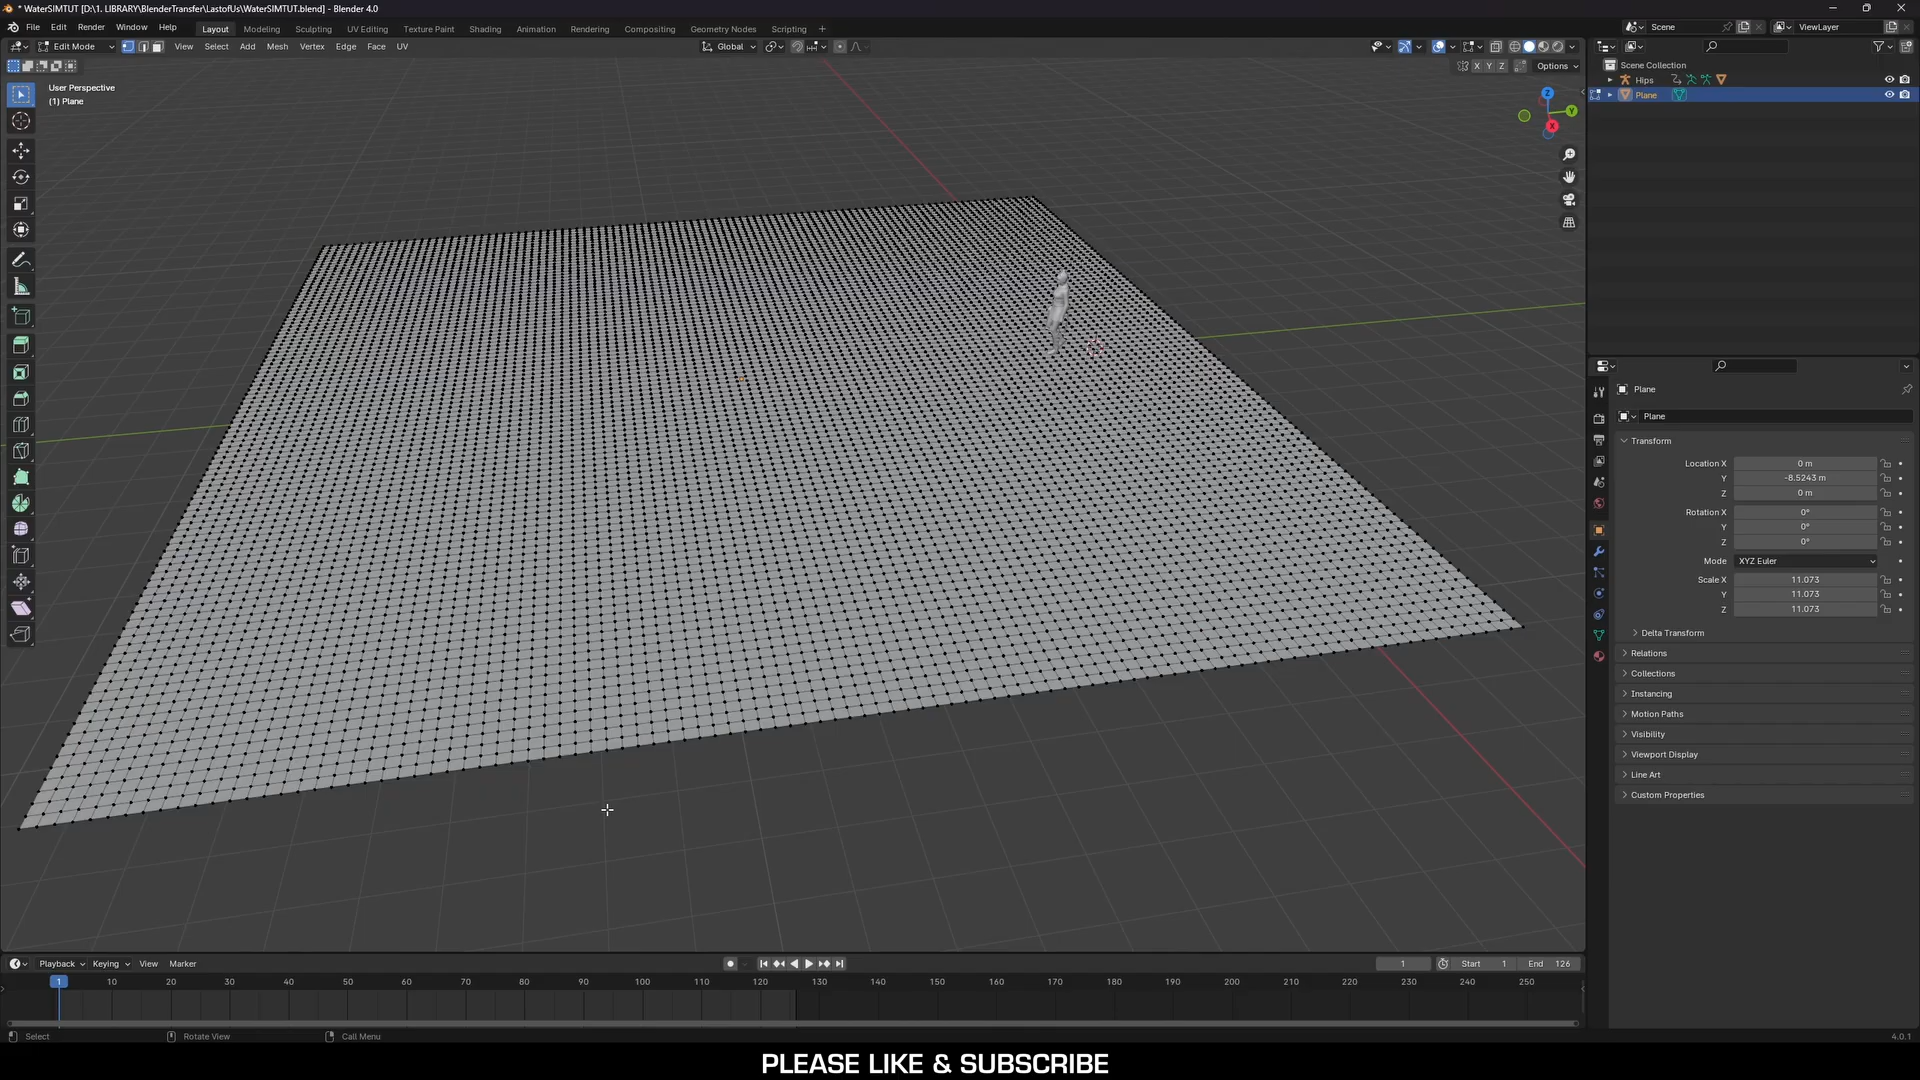 * WaterSIMTUT [D:\1. LIBRARY\BlenderTransfer\LastofUs\WaterSIMTUT.blend] - Blender 4.0
File Edit Render Window Help Layout Modeling Sculpting UV Editing Texture Paint Shading Animation Rendering Compositing Geometry Nodes Scripting + Scene ViewLayer
Edit Mode View Select Add Mesh Vertex Edge Face UV Global
X Y Z Options
User Perspective
(1) Plane
Z
Y
X
Scene Collection
Hips
Plane
Plane
Plane
Transform
Location X 0 m
Y -8.5243 m
Z 0 m
Rotation X 0°
Y 0°
Z 0°
Mode XYZ Euler
Scale X 11.073
Y 11.073
Z 11.073
Delta Transform
Relations
Collections
Instancing
Motion Paths
Visibility
Viewport Display
Line Art
Custom Properties
Playback Keying View Marker 1 Start 1 End 126
1 10 20 30 40 50 60 70 80 90 100 110 120 130 140 150 160 170 180 190 200 210 220 230 240 250
Select Rotate View Call Menu 4.0.1
PLEASE LIKE & SUBSCRIBE